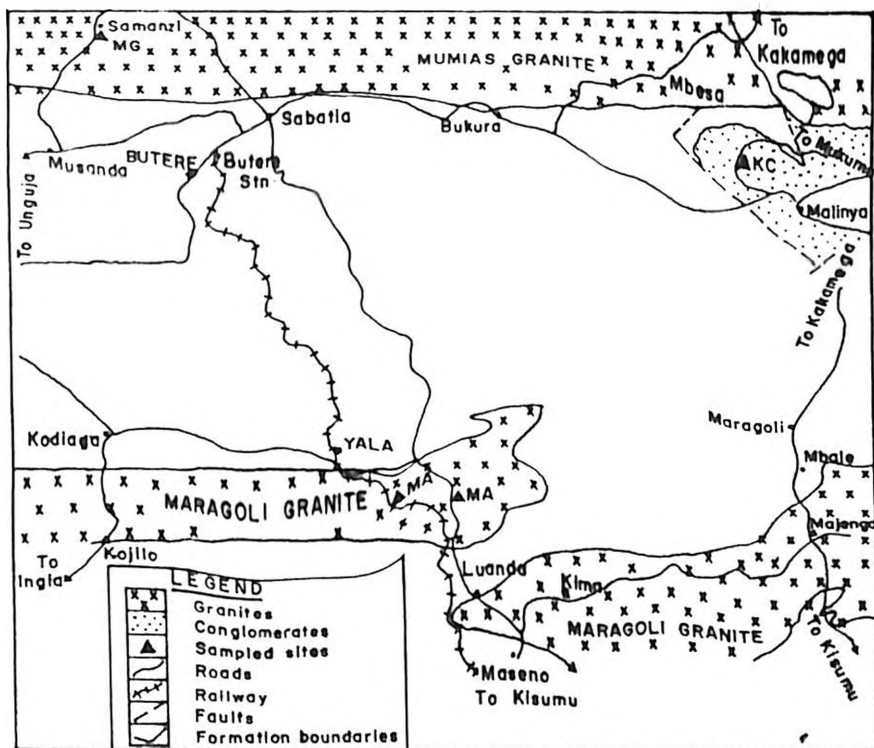 Samanzi
MG
MUMIAS GRANITE
To
Kakamega
Mbesa
Sabatia
Bukura
Musanda
BUTERE
Butere
Stn
To Mukumu
KC
Malinya
To Unguja
To Kakamega
Kodiaga
YALA
Maragoli
Mbale
MARAGOLI GRANITE
MA
MA
Majengo
To
Ingia
Kojilo
Luanda
Kima
MARAGOLI GRANITE
To Kisumu
Maseno
To Kisumu
LEGEND
Granites
Conglomerates
Sampled sites
Roads
Railway
Faults
Formation boundaries